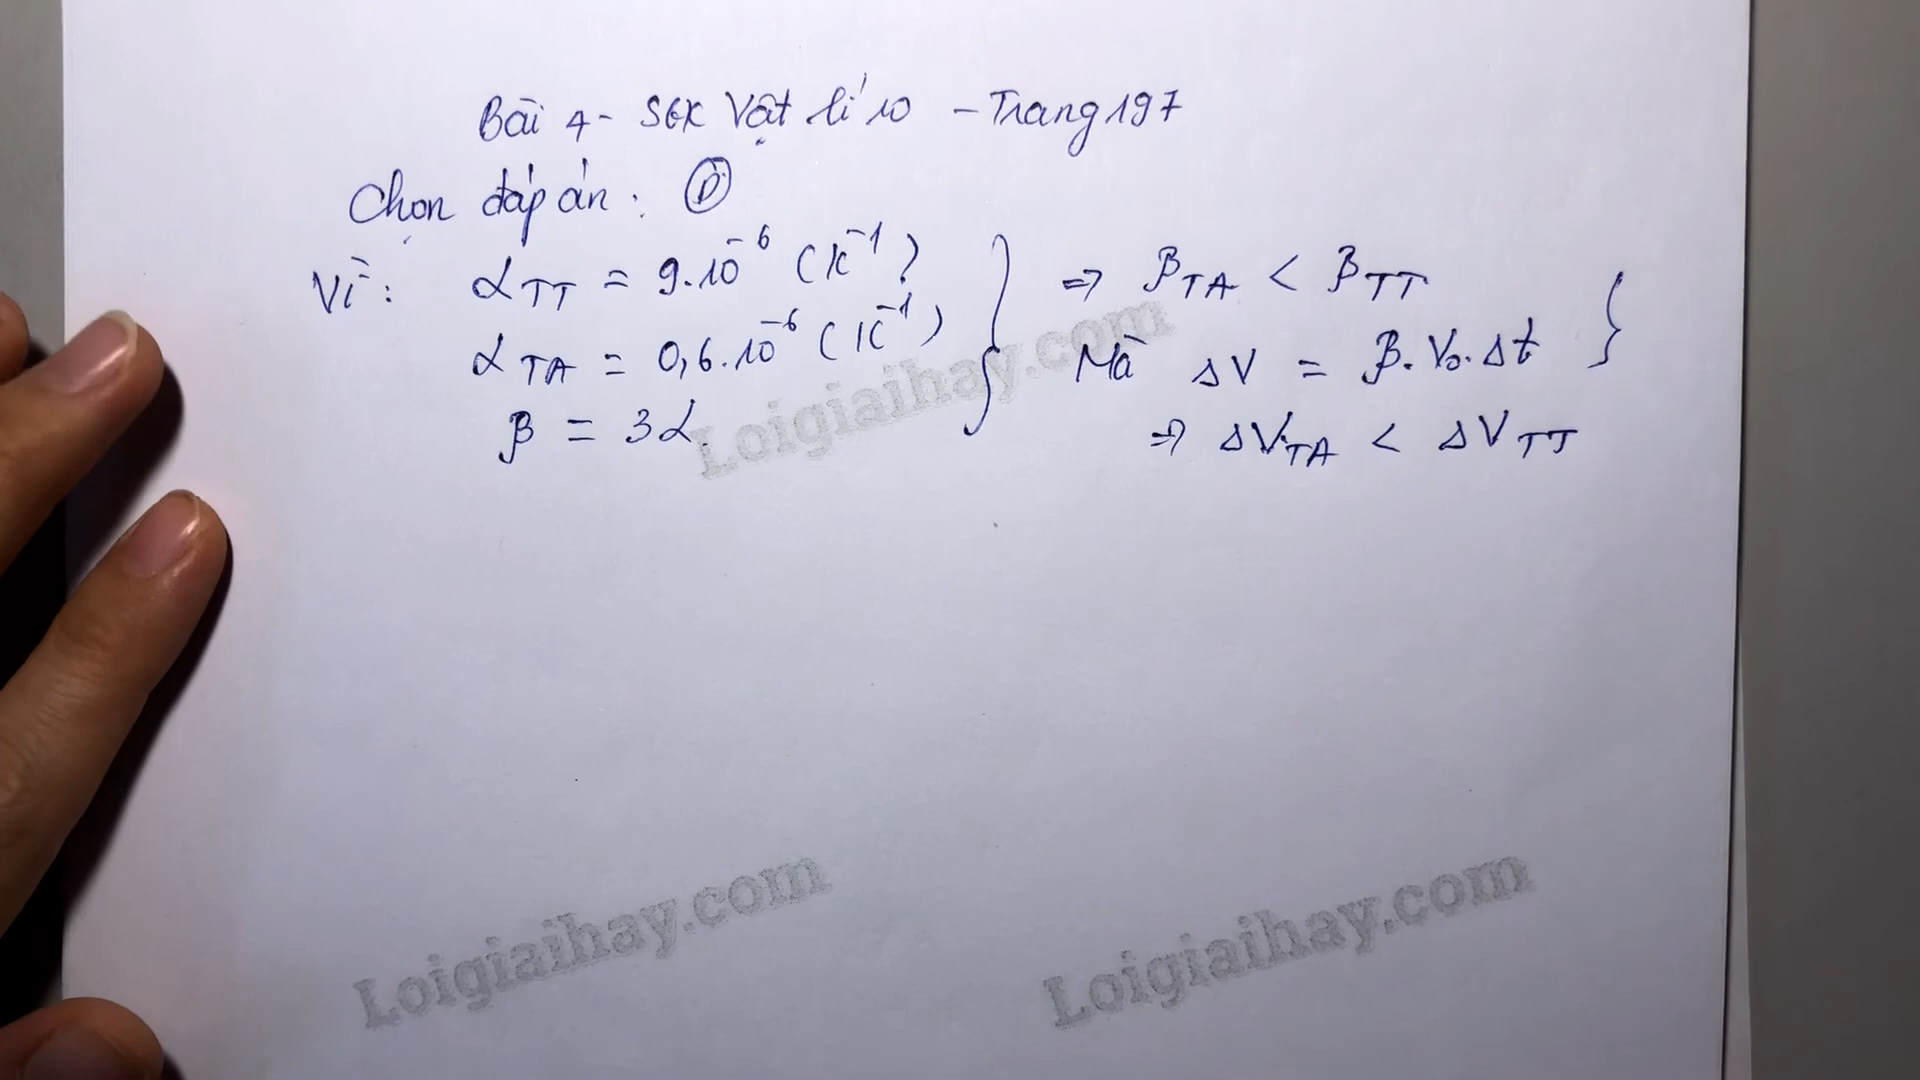 Bài 4 - SGK Vật lí 10 - Trang 197
Chọn đáp án: D
Vì: α_TT = 9.10⁻⁶ (K⁻¹) } ⇒ β_TA < β_TT }
α_TA = 0,6.10⁻⁶ (K⁻¹) Mà ΔV = β.V₀.Δt
β = 3α. ⇒ ΔV_TA < ΔV_TT
Loigiaihay.com
Loigiaihay.com
Loigiaihay.com